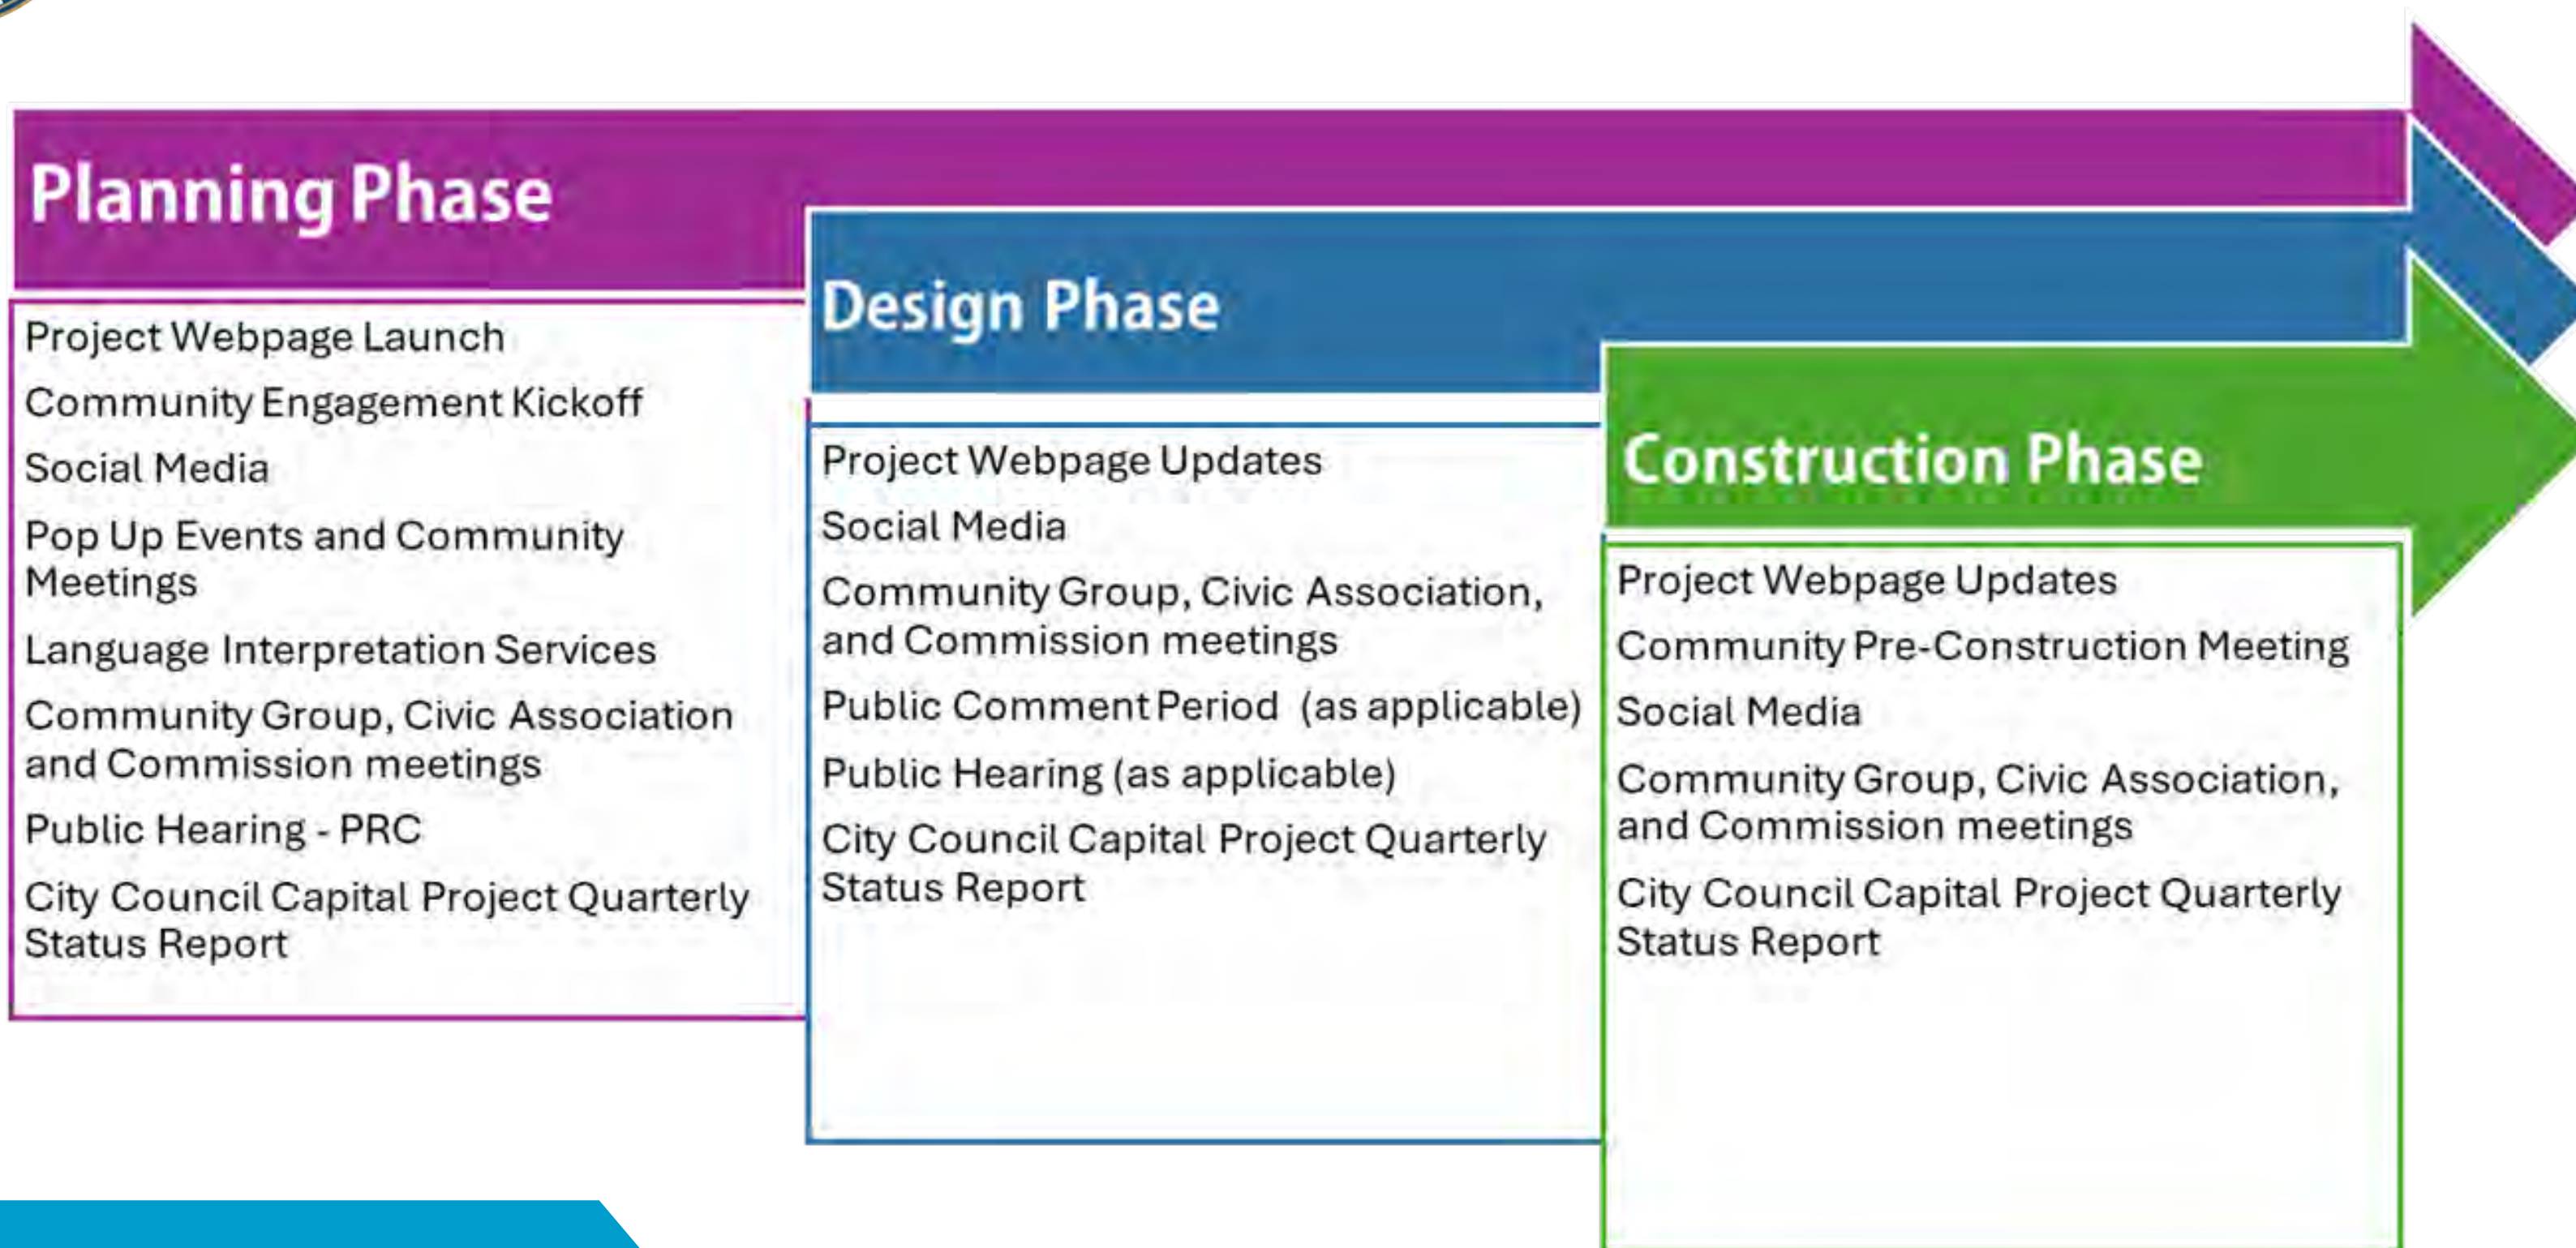 Planning Phase
Project Webpage Launch
Community Engagement Kickoff
Social Media
Pop Up Events and Community
Meetings
Language Interpretation Services
Community Group, Civic Association
and Commission meetings
Public Hearing - PRC
City Council Capital Project Quarterly
Status Report
Design Phase
Project Webpage Updates
Social Media
Community Group, Civic Association,
and Commission meetings
Public Comment Period (as applicable)
Public Hearing (as applicable)
City Council Capital Project Quarterly
Status Report
Construction Phase
Project Webpage Updates
Community Pre-Construction Meeting
Social Media
Community Group, Civic Association,
and Commission meetings
City Council Capital Project Quarterly
Status Report